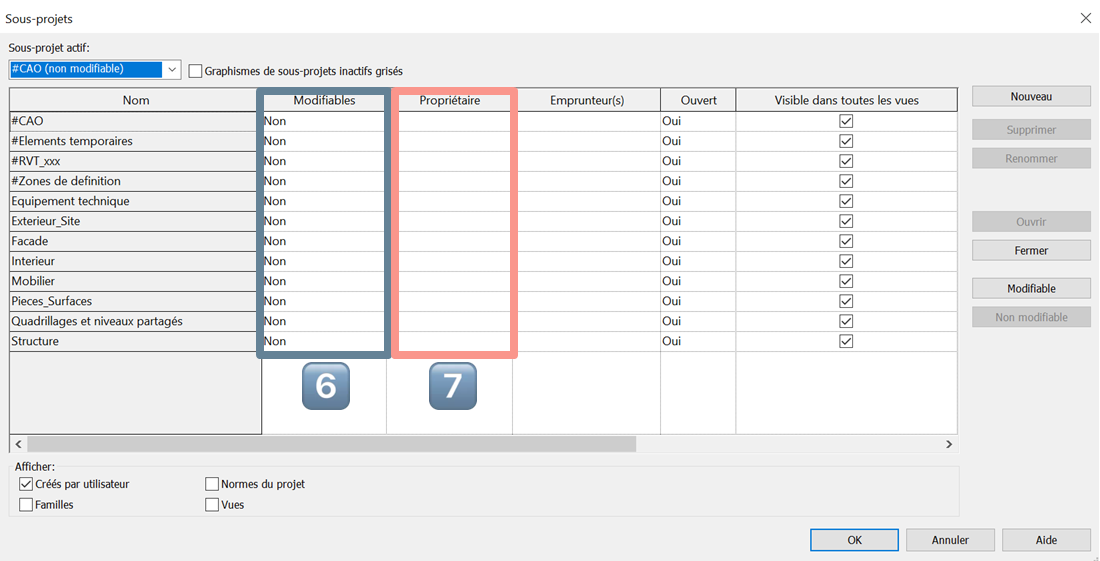 Sous-projets
Sous-projet actif:
#CAO (non modifiable)
Graphismes de sous-projets inactifs grisés
Nom Modifiables Propriétaire Emprunteur(s) Ouvert Visible dans toutes les vues
#CAO Non Oui
#Elements temporaires Non Oui
#RVT_xxx Non Oui
#Zones de definition Non Oui
Equipement technique Non Oui
Exterieur_Site Non Oui
Facade Non Oui
Interieur Non Oui
Mobilier Non Oui
Pieces_Surfaces Non Oui
Quadrillages et niveaux partagés Non Oui
Structure Non Oui
6 7
Nouveau
Supprimer
Renommer
Ouvrir
Fermer
Modifiable
Non modifiable
Afficher:
Créés par utilisateur Normes du projet
Familles Vues
OK Annuler Aide